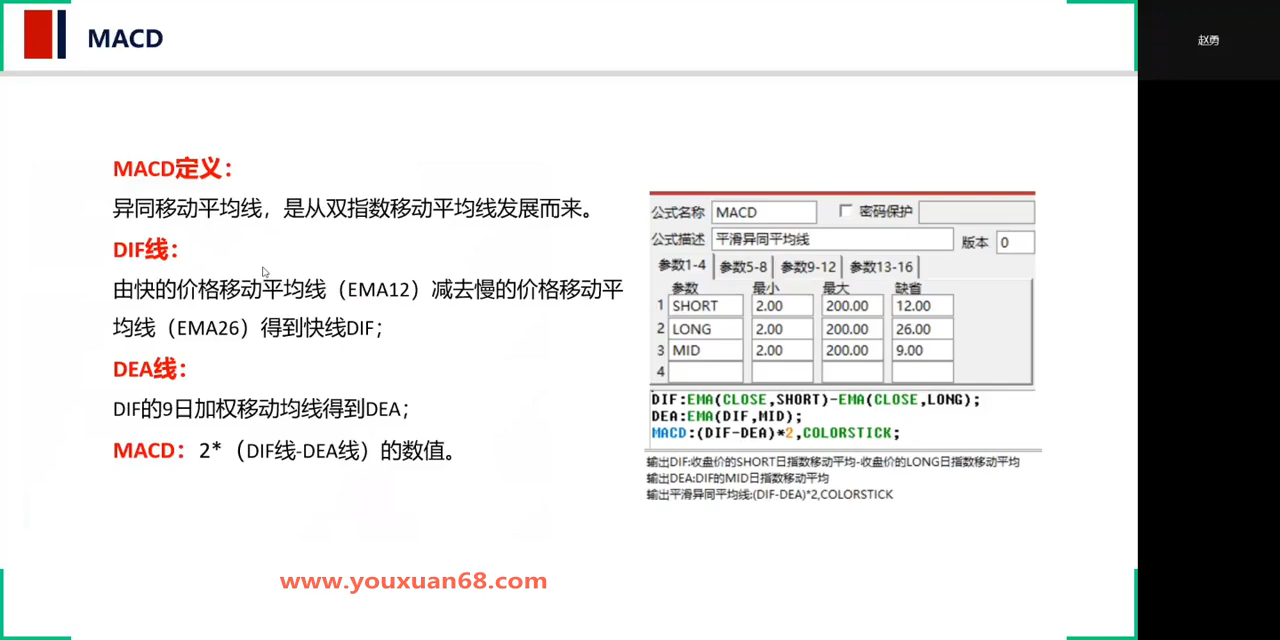 MACD
赵勇
MACD定义：
异同移动平均线，是从双指数移动平均线发展而来。
DIF线：
由快的价格移动平均线（EMA12）减去慢的价格移动平
均线（EMA26）得到快线DIF；
DEA线：
DIF的9日加权移动均线得到DEA；
MACD：2*（DIF线-DEA线）的数值。
公式名称 MACD 密码保护
公式描述 平滑异同平均线 版本 0
参数1-4 参数5-8 参数9-12 参数13-16
参数 最小 最大 缺省
1 SHORT 2.00 200.00 12.00
2 LONG 2.00 200.00 26.00
3 MID 2.00 200.00 9.00
4
DIF:EMA(CLOSE,SHORT)-EMA(CLOSE,LONG);
DEA:EMA(DIF,MID);
MACD:(DIF-DEA)*2,COLORSTICK;
输出DIF:收盘价的SHORT日指数移动平均-收盘价的LONG日指数移动平均
输出DEA:DIF的MID日指数移动平均
输出平滑异同平均线:(DIF-DEA)*2,COLORSTICK
www.youxuan68.com